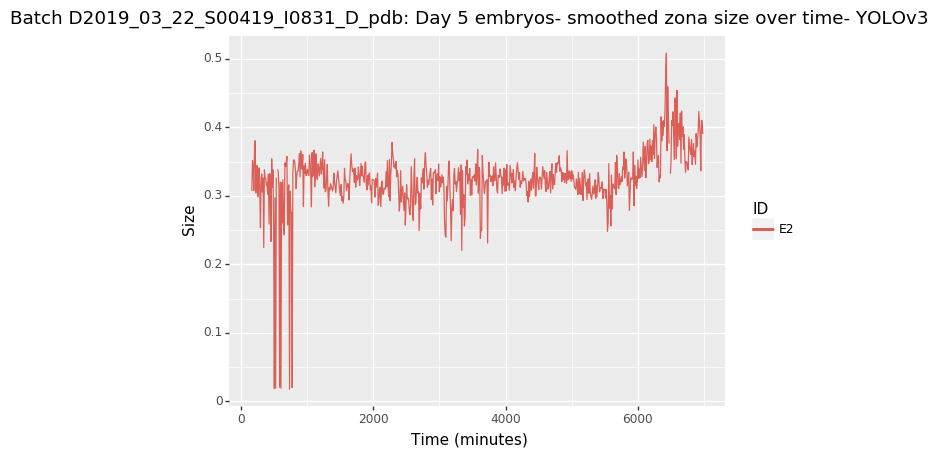 Batch D2019_03_22_S00419_I0831_D_pdb: Day 5 embryos- smoothed zona size over time- YOLOv3
0.5
0.4
0.3
0.2
0.1
0
Size
0 2000 4000 6000
Time (minutes)
ID
E2